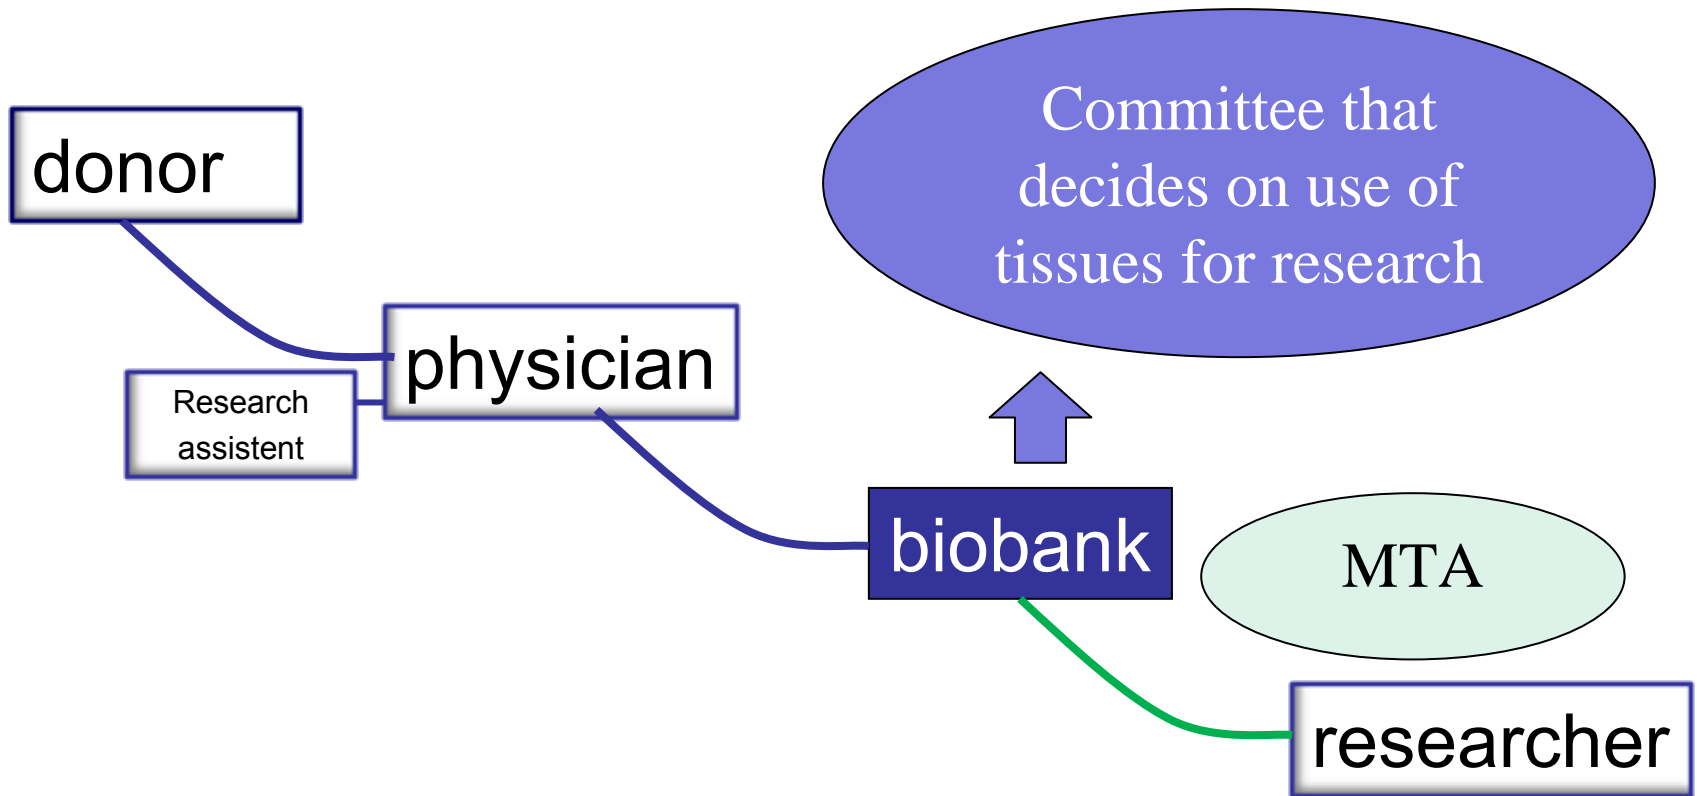 donor
physician
Research
assistent
Committee that
decides on use of
tissues for research
biobank
MTA
researcher